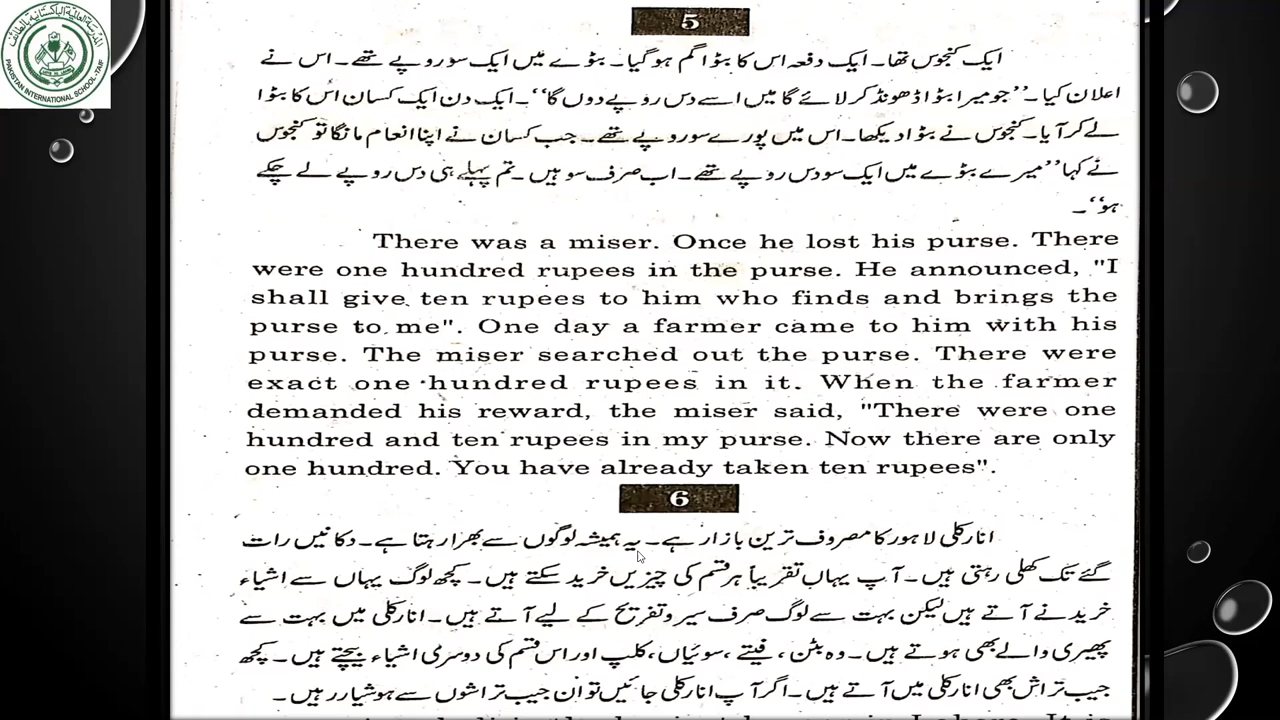 PAKISTAN INTERNATIONAL SCHOOL - TAIF
5
ایک کنجوس تھا۔ ایک دفعہ اس کا بٹوا گم ہو گیا۔ بٹوے میں ایک سو روپے تھے۔ اس نے
اعلان کیا۔ ’’جو میرا بٹوا ڈھونڈ کر لائے گا میں اسے دس روپے دوں گا‘‘۔ ایک دن ایک کسان اس کا بٹوا
لے کر آیا۔ کنجوس نے بٹوا دیکھا۔ اس میں پورے سو روپے تھے۔ جب کسان نے اپنا انعام مانگا تو کنجوس
نے کہا ’’میرے بٹوے میں ایک سو دس روپے تھے۔ اب صرف سو ہیں۔ تم پہلے ہی دس روپے لے چکے
ہو‘‘۔
There was a miser. Once he lost his purse. There
were one hundred rupees in the purse. He announced, "I
shall give ten rupees to him who finds and brings the
purse to me". One day a farmer came to him with his
purse. The miser searched out the purse. There were
exact one hundred rupees in it. When the farmer
demanded his reward, the miser said, "There were one
hundred and ten rupees in my purse. Now there are only
one hundred. You have already taken ten rupees".
6
انارکلی لاہور کا مصروف ترین بازار ہے۔ یہ ہمیشہ لوگوں سے بھرا رہتا ہے۔ دکانیں رات
گئے تک کھلی رہتی ہیں۔ آپ یہاں تقریباً ہر قسم کی چیزیں خرید سکتے ہیں۔ کچھ لوگ یہاں سے اشیاء
خریدنے آتے ہیں لیکن بہت سے لوگ صرف سیر و تفریح کے لیے آتے ہیں۔ انارکلی میں بہت سے
پھیری والے بھی ہوتے ہیں۔ وہ بٹن، فیتے، سوئیاں، کلپ اور اس قسم کی دوسری اشیاء بیچتے ہیں۔ کچھ
جیب تراش بھی انارکلی میں آتے ہیں۔ اگر آپ انارکلی جائیں تو ان جیب تراشوں سے ہوشیار رہیں۔